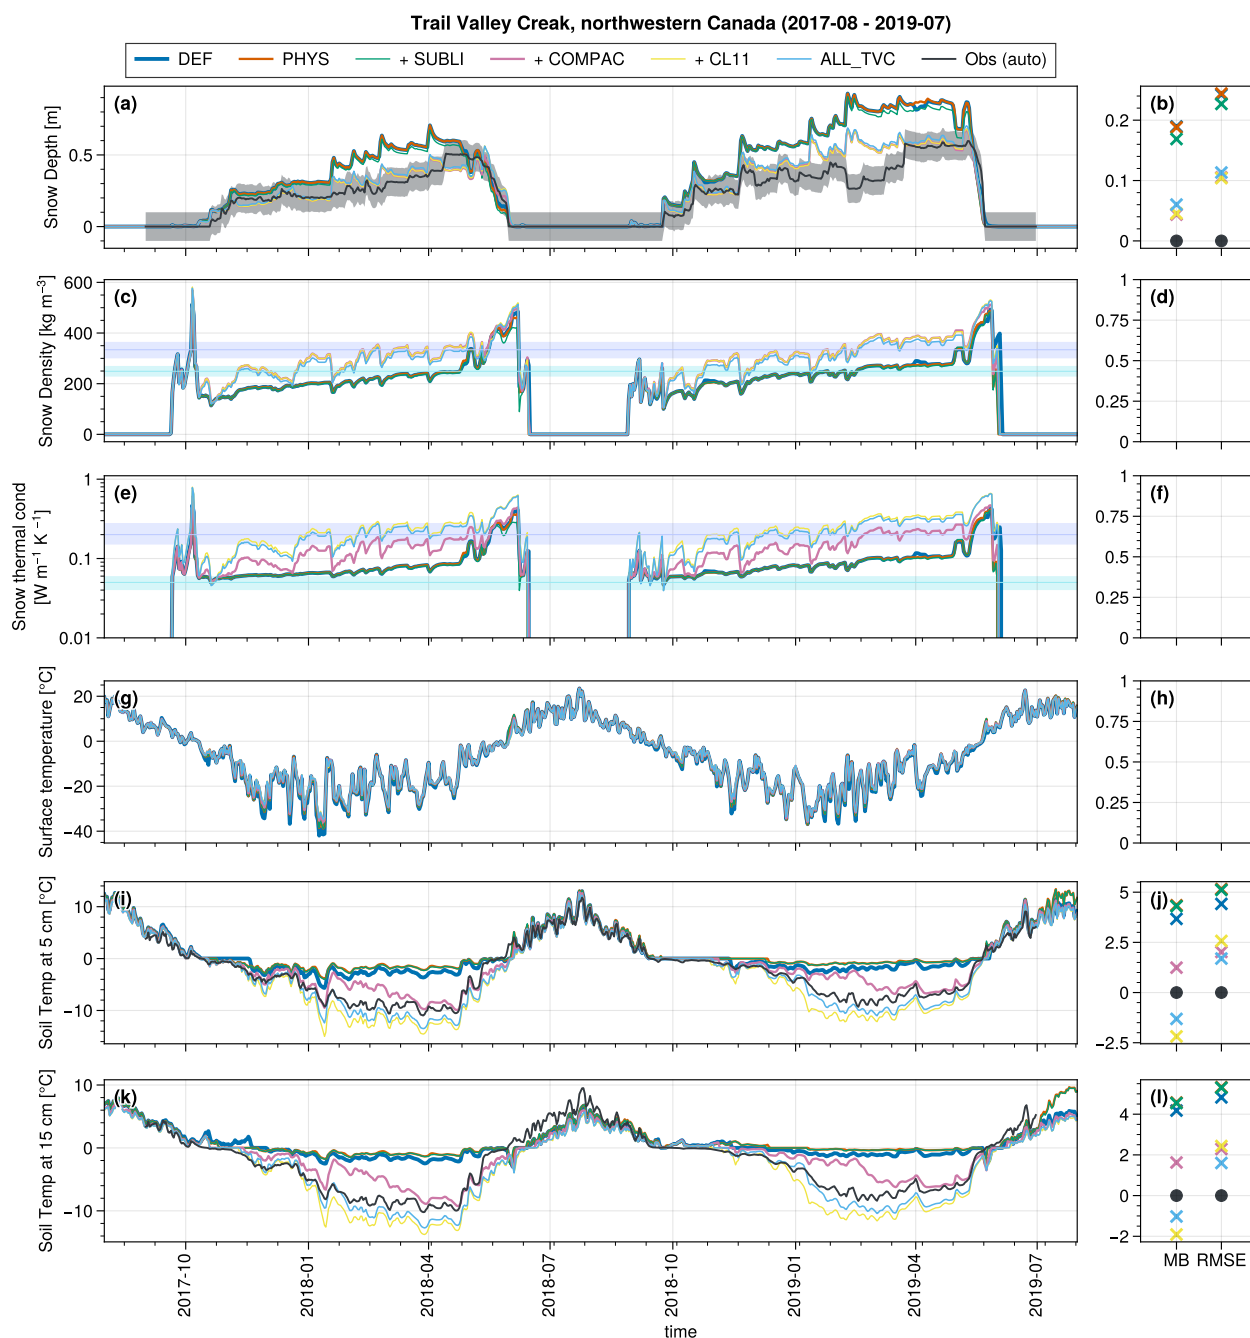 Trail Valley Creak, northwestern Canada (2017-08 - 2019-07)
DEF PHYS + SUBLI + COMPAC + CL11 ALL_TVC Obs (auto)
(a)
Snow Depth [m]
0.5
0
(b)
0.2
0.1
0
(c)
Snow Density [kg m⁻³]
600
400
200
0
(d)
1
0.75
0.5
0.25
0
(e)
Snow thermal cond
[W m⁻¹ K⁻¹]
1
0.1
0.01
(f)
1
0.75
0.5
0.25
0
(g)
Surface temperature [°C]
20
0
−20
−40
(h)
1
0.75
0.5
0.25
0
(i)
Soil Temp at 5 cm [°C]
10
0
−10
(j)
5
2.5
0
−2.5
(k)
Soil Temp at 15 cm [°C]
10
0
−10
(l)
4
2
0
−2
2017-10 2018-01 2018-04 2018-07 2018-10 2019-01 2019-04 2019-07
MB RMSE
time